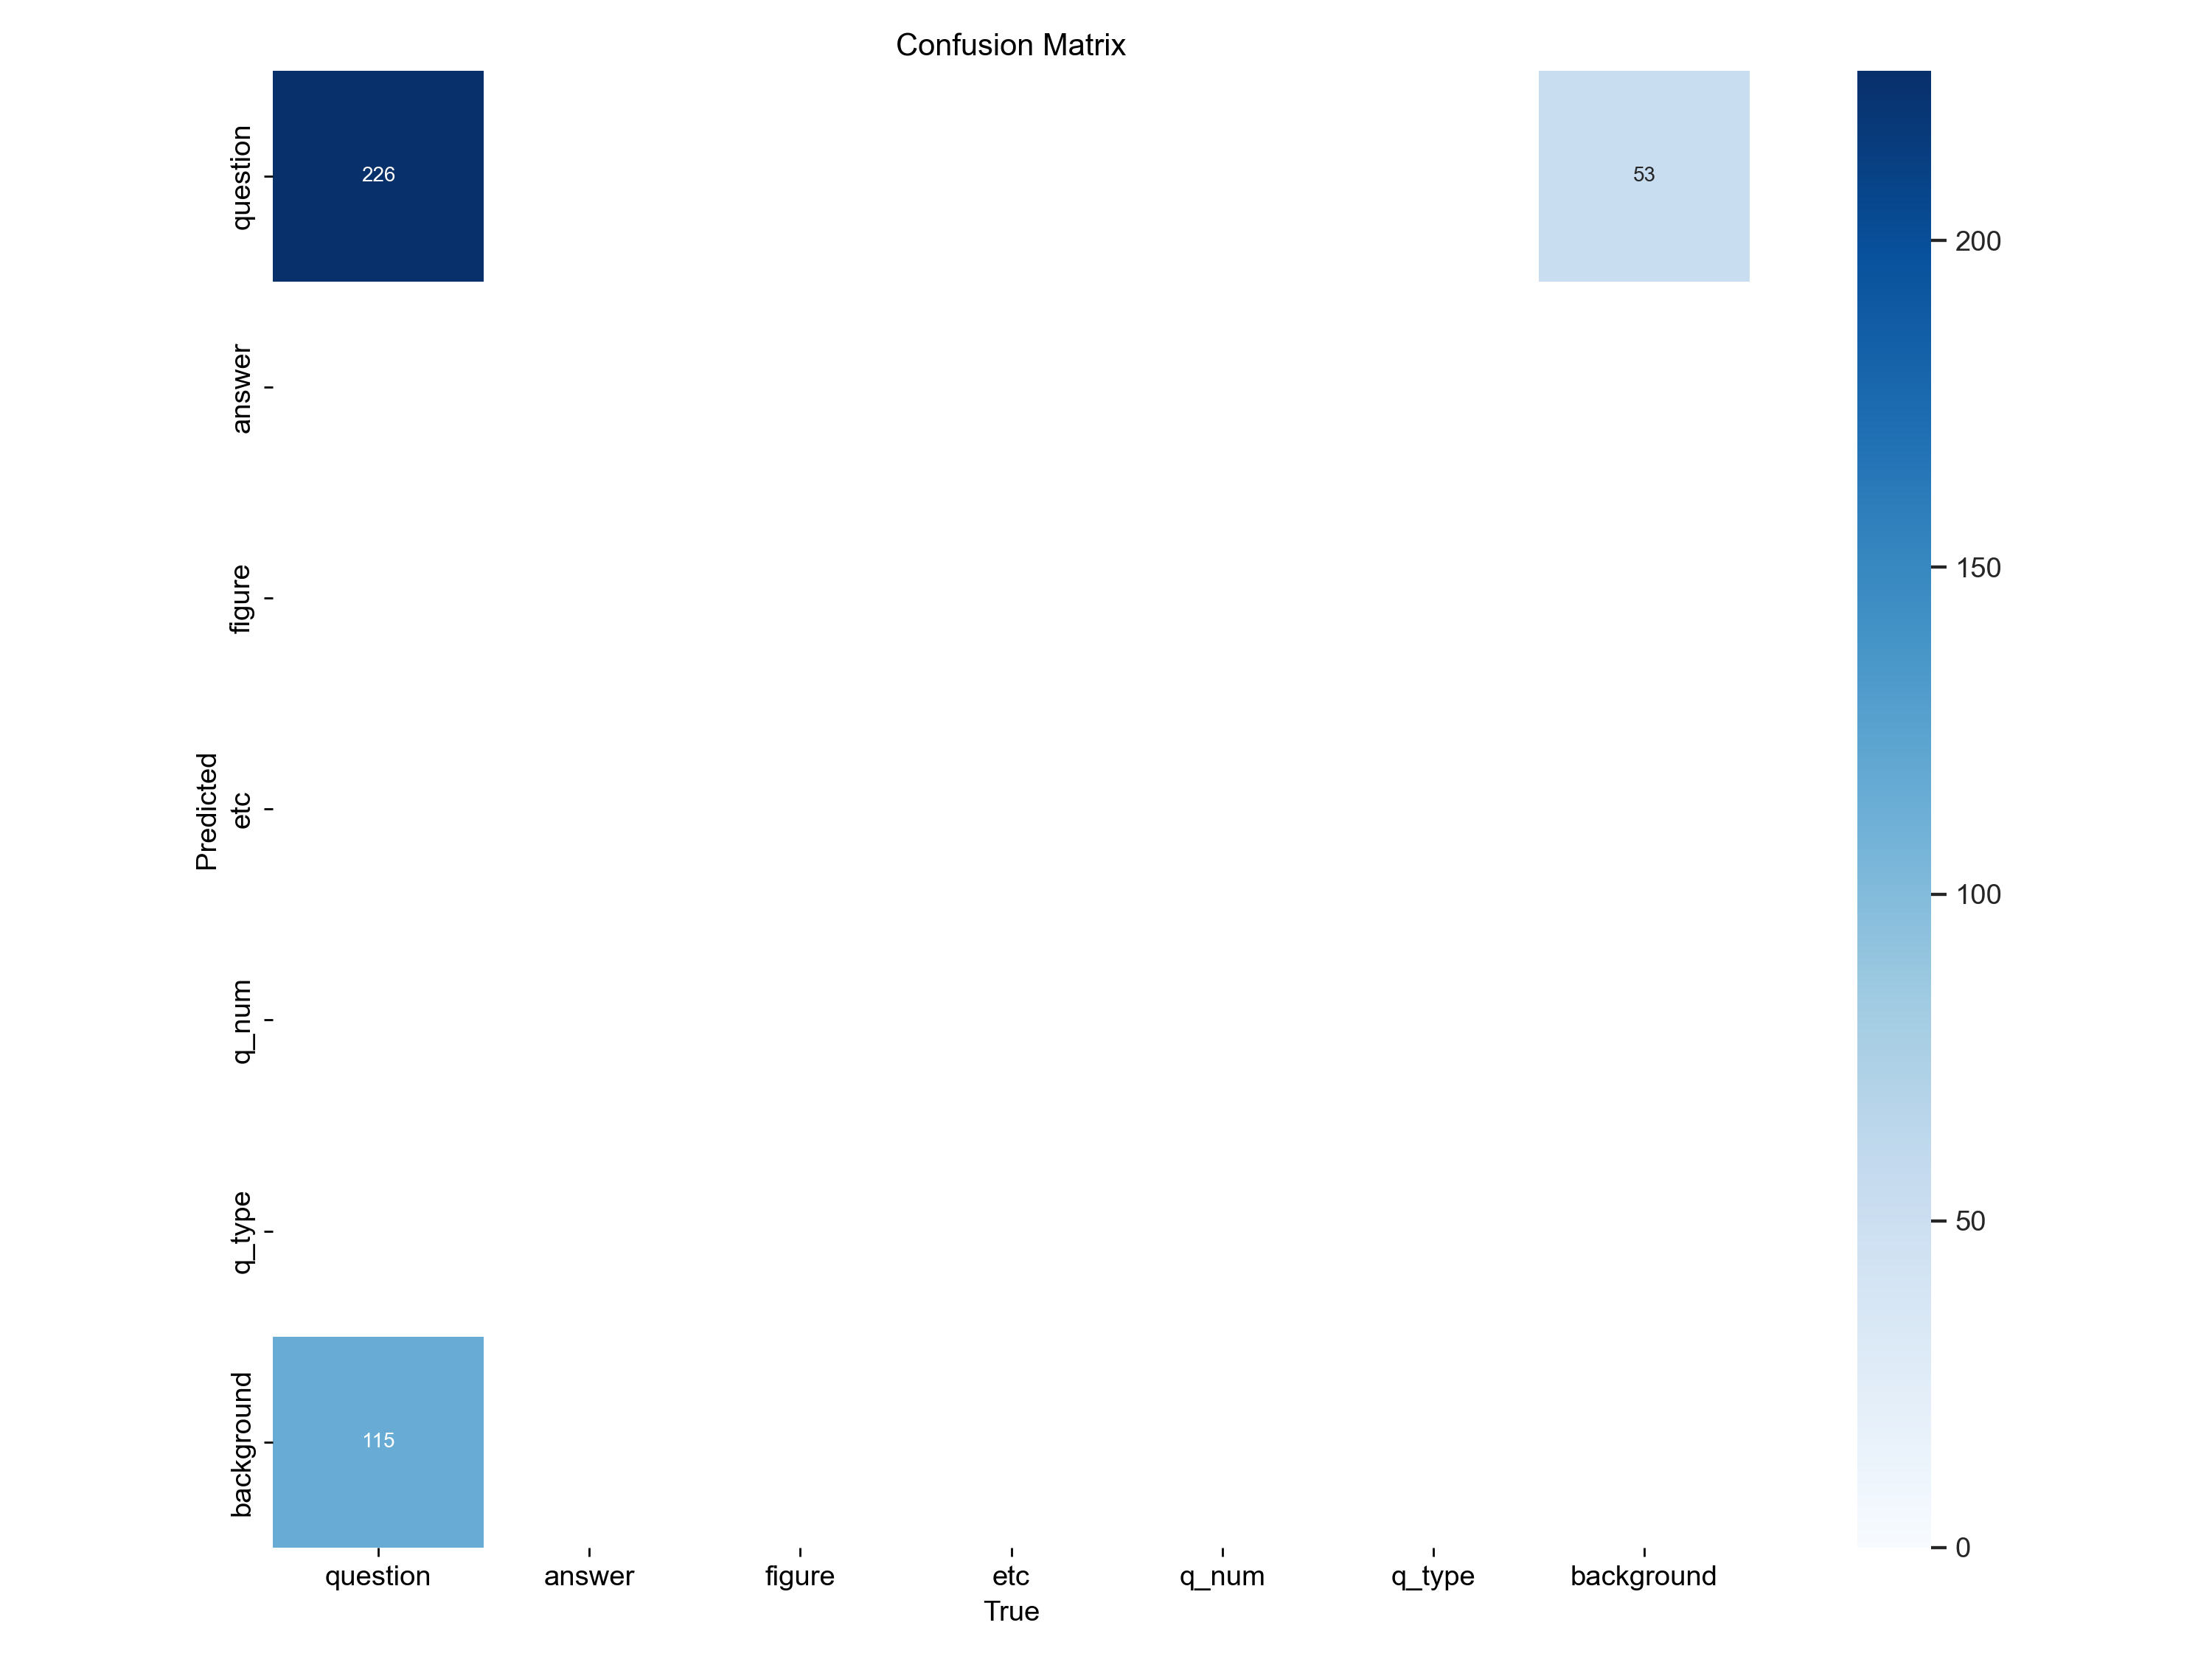 Confusion Matrix
question
226
53
200
answer
150
figure
Predicted
etc
100
q_num
q_type
50
background
115
0
question answer figure etc q_num q_type background
True